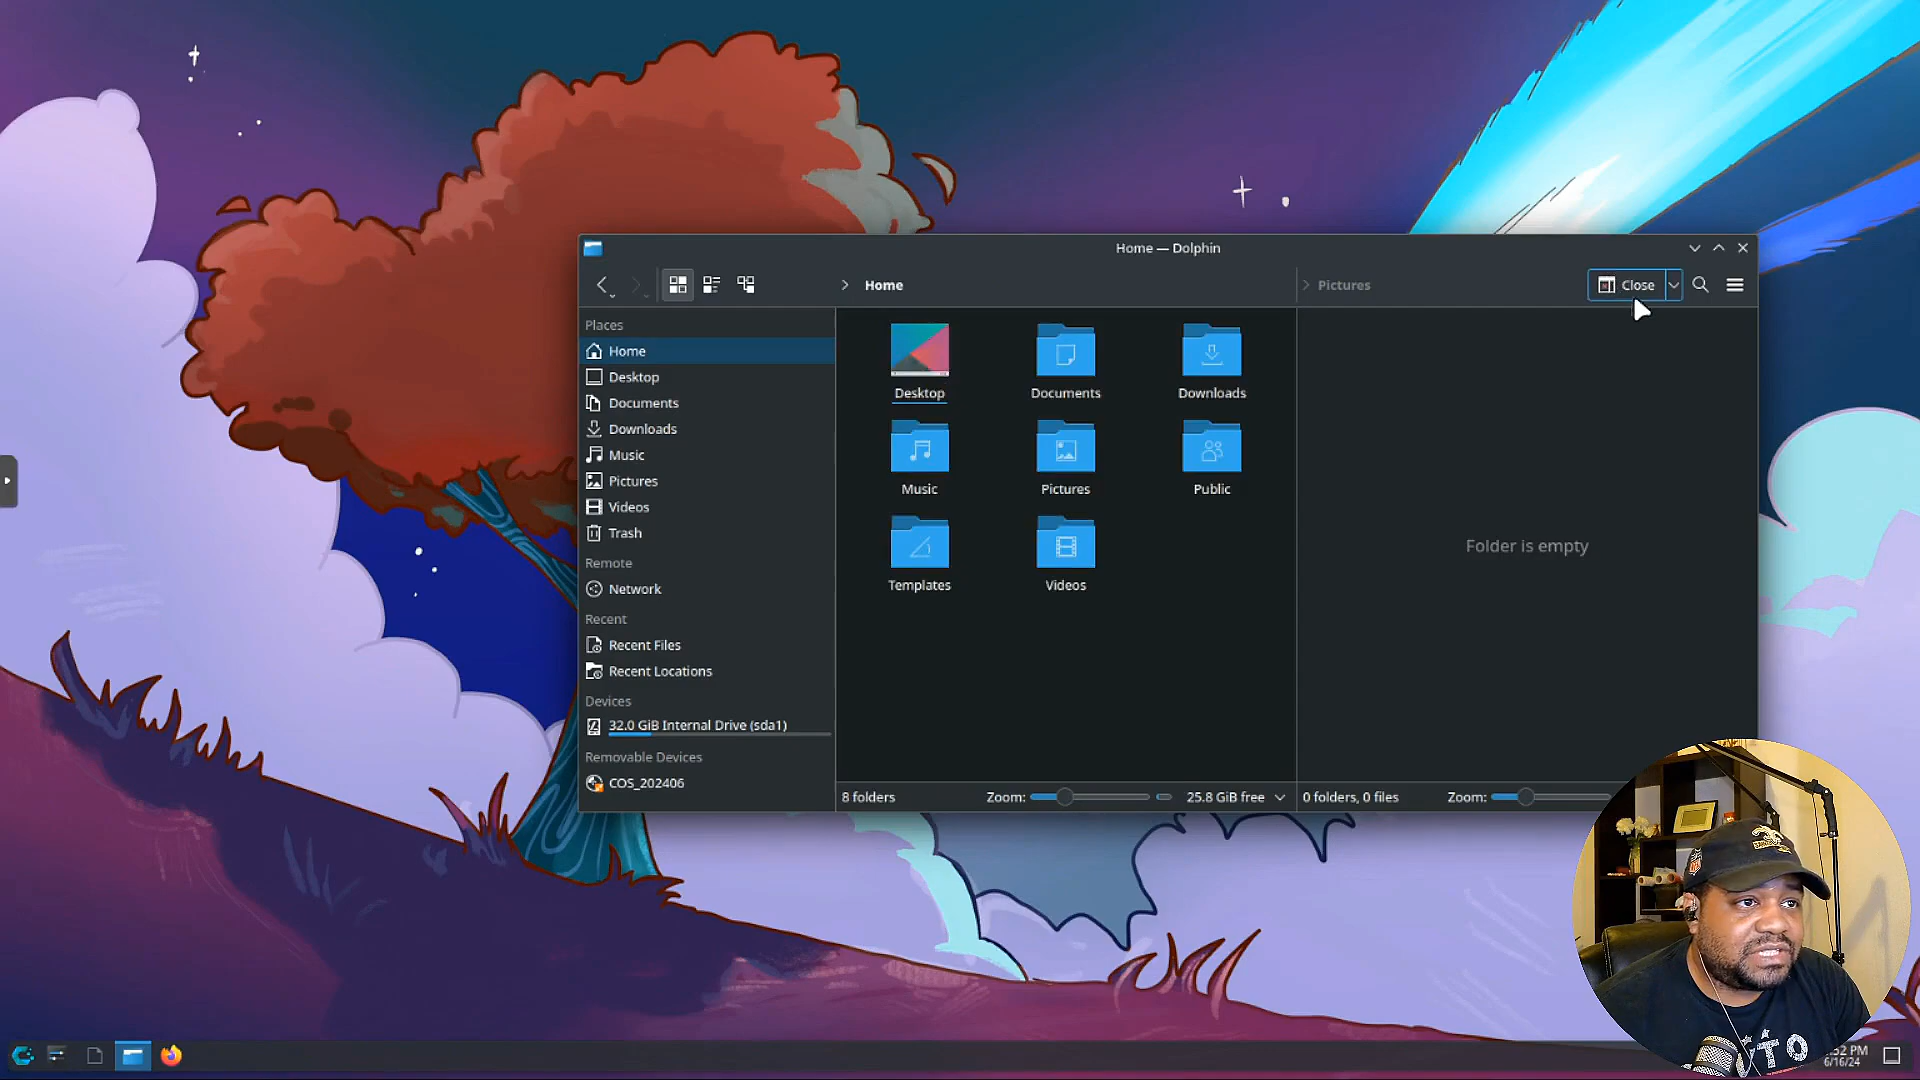 Home — Dolphin
Home
Pictures
Close
Places
Home
Desktop
Documents
Downloads
Music
Pictures
Videos
Trash
Remote
Network
Recent
Recent Files
Recent Locations
Devices
32.0 GiB Internal Drive (sda1)
Removable Devices
COS_202406
Desktop
Documents
Downloads
Music
Pictures
Public
Templates
Videos
Folder is empty
8 folders
Zoom:
25.8 GiB free
0 folders, 0 files
Zoom:
PM
6/16/24